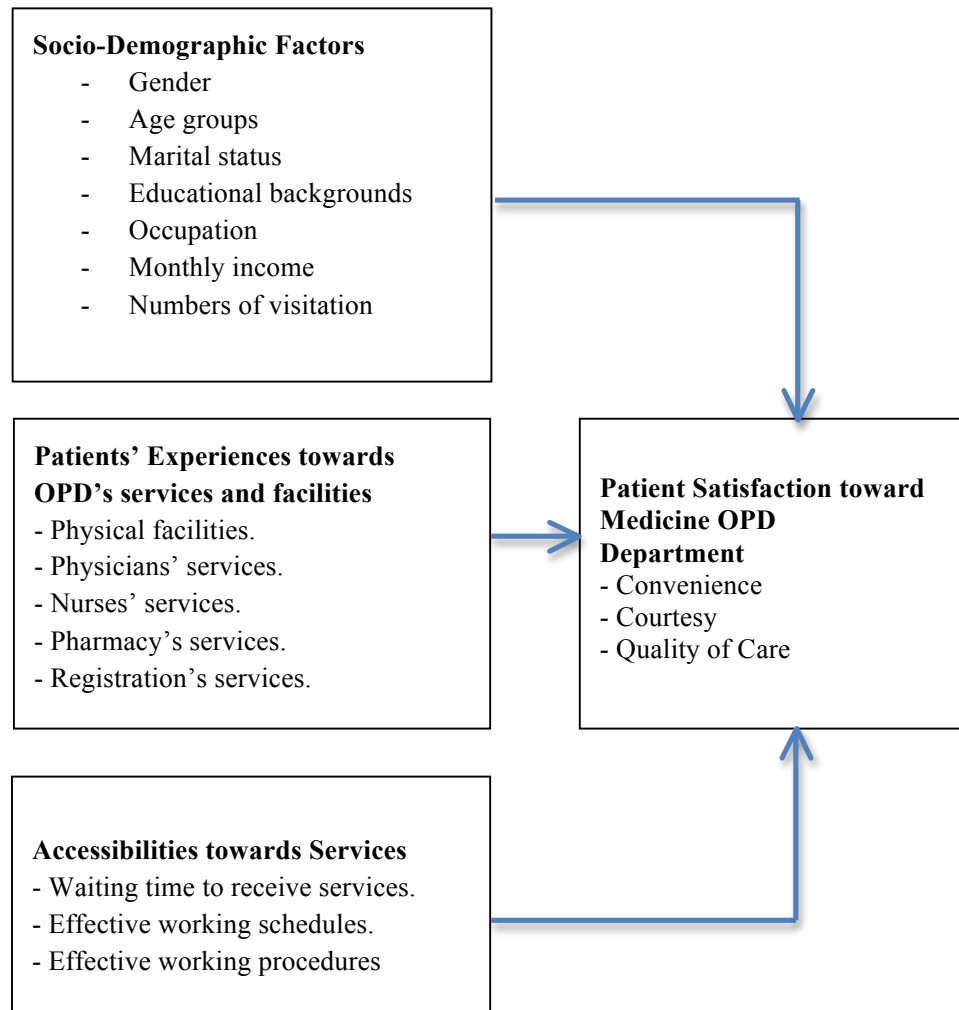 Socio-Demographic Factors
- Gender
- Age groups
- Marital status
- Educational backgrounds
- Occupation
- Monthly income
- Numbers of visitation
Patients’ Experiences towards
OPD’s services and facilities
- Physical facilities.
- Physicians’ services.
- Nurses’ services.
- Pharmacy’s services.
- Registration’s services.
Patient Satisfaction toward
Medicine OPD
Department
- Convenience
- Courtesy
- Quality of Care
Accessibilities towards Services
- Waiting time to receive services.
- Effective working schedules.
- Effective working procedures